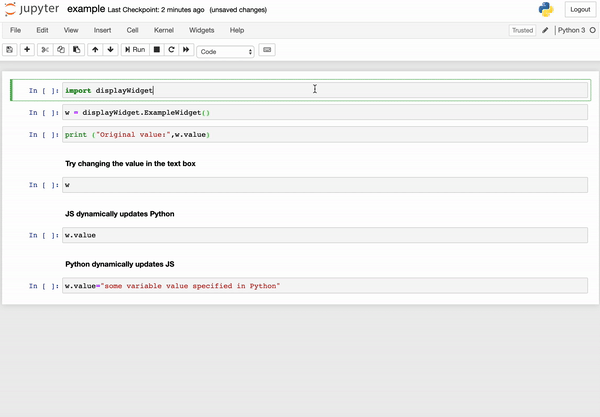 jupyter example Last Checkpoint: 2 minutes ago (unsaved changes) Logout
File Edit View Insert Cell Kernel Widgets Help Trusted Python 3
Run Code
In [ ]: import displayWidget
In [ ]: w = displayWidget.ExampleWidget()
In [ ]: print ("Original value:",w.value)
Try changing the value in the text box
In [ ]: w
JS dynamically updates Python
In [ ]: w.value
Python dynamically updates JS
In [ ]: w.value="some variable value specified in Python"